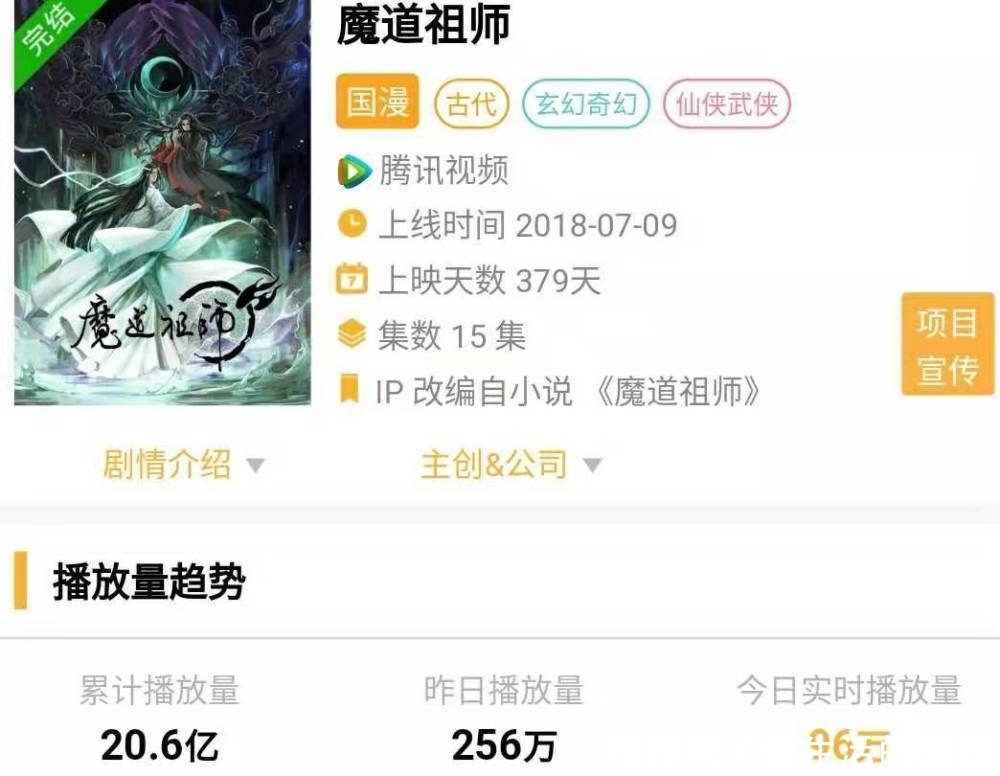 完结
魔道祖师
国漫 古代 玄幻奇幻 仙侠武侠
腾讯视频
上线时间 2018-07-09
7 上映天数 379天
集数 15 集
IP 改编自小说 《魔道祖师》
项目
宣传
魔道祖师
剧情介绍 主创&公司
播放量趋势
累计播放量 昨日播放量 今日实时播放量
20.6亿 256万